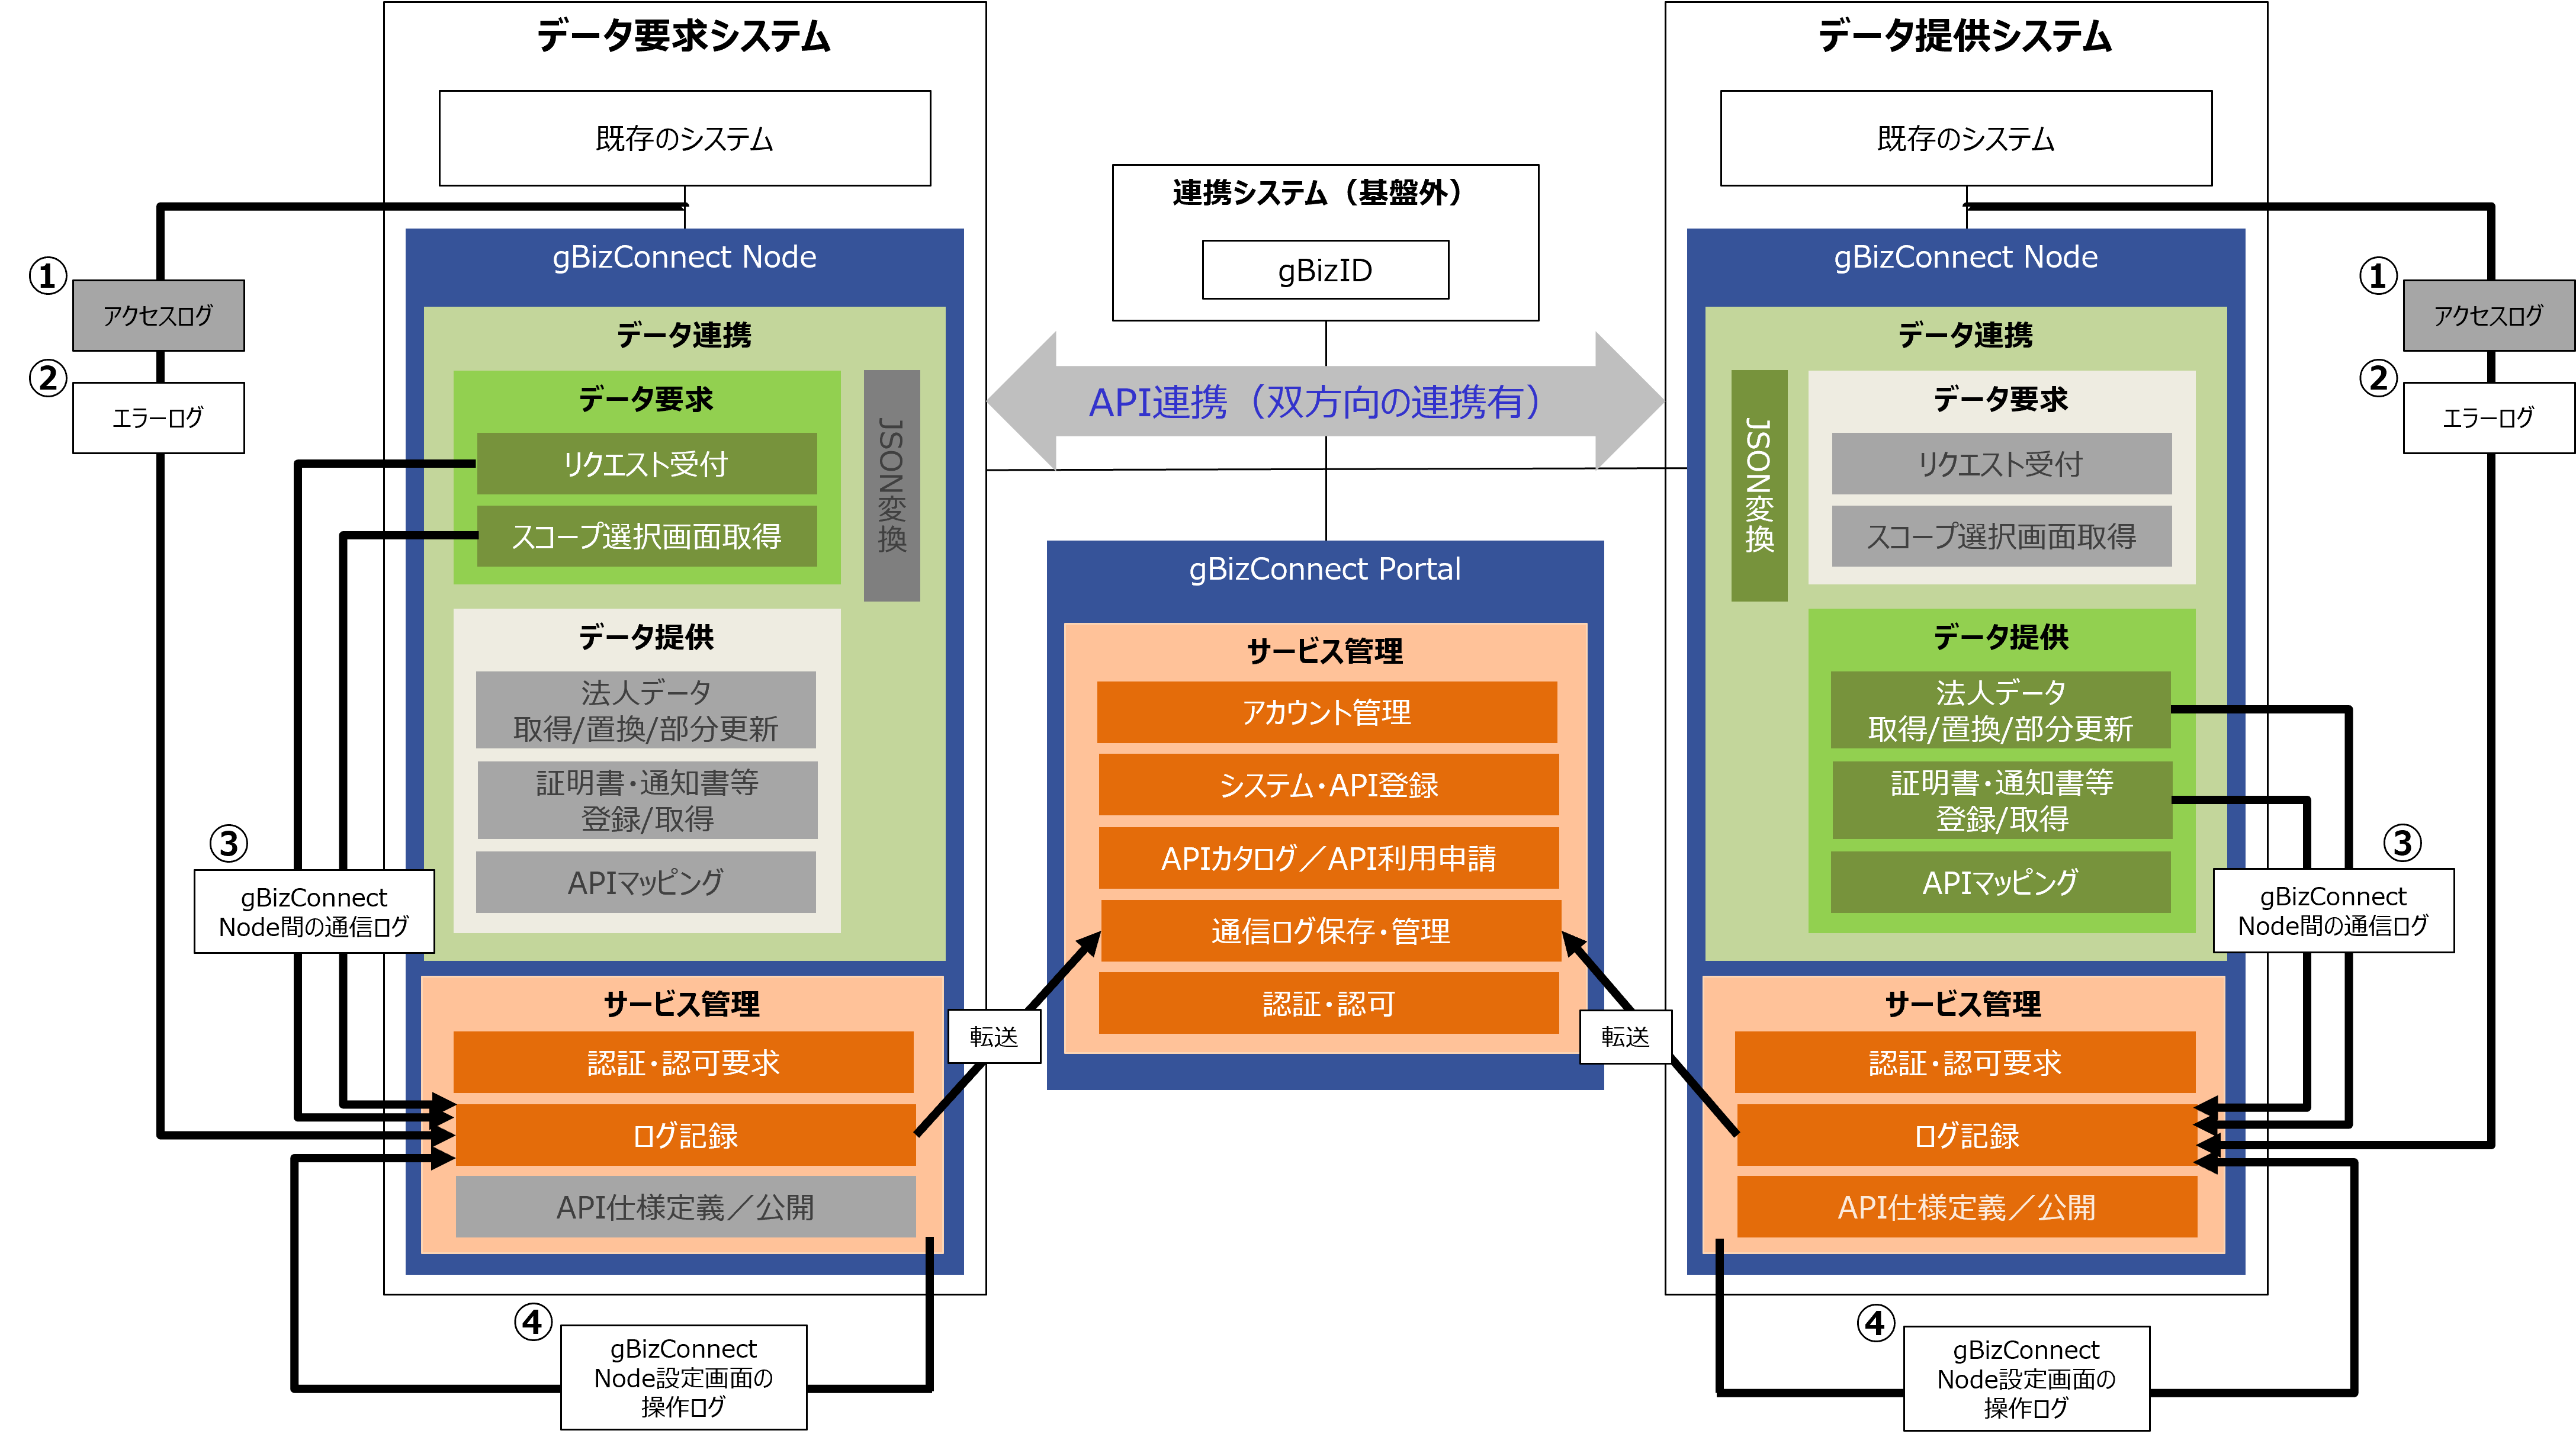 データ要求システム
既存のシステム
gBizConnect Node
データ連携
データ要求
リクエスト受付
スコープ選択画面取得
JSON変換
データ提供
法人データ
取得/置換/部分更新
証明書・通知書等
登録/取得
APIマッピング
サービス管理
認証・認可要求
ログ記録
API仕様定義／公開
①
アクセスログ
②
エラーログ
③
gBizConnect
Node間の通信ログ
④
gBizConnect
Node設定画面の
操作ログ
転送
連携システム（基盤外）
gBizID
API連携（双方向の連携有）
gBizConnect Portal
サービス管理
アカウント管理
システム・API登録
APIカタログ／API利用申請
通信ログ保存・管理
認証・認可
転送
データ提供システム
既存のシステム
gBizConnect Node
データ連携
JSON変換
データ要求
リクエスト受付
スコープ選択画面取得
データ提供
法人データ
取得/置換/部分更新
証明書・通知書等
登録/取得
APIマッピング
サービス管理
認証・認可要求
ログ記録
API仕様定義／公開
①
アクセスログ
②
エラーログ
③
gBizConnect
Node間の通信ログ
④
gBizConnect
Node設定画面の
操作ログ